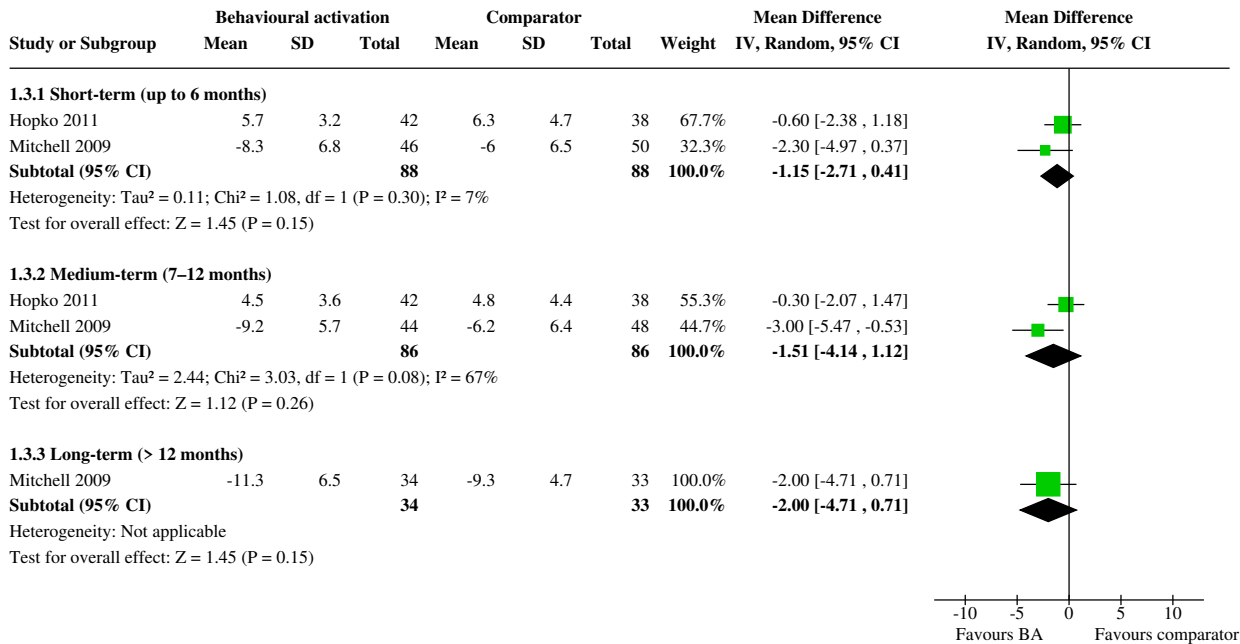 Behavioural activation Comparator Mean Difference Mean Difference
Study or Subgroup Mean SD Total Mean SD Total Weight IV, Random, 95% CI IV, Random, 95% CI
1.3.1 Short-term (up to 6 months)
Hopko 2011 5.7 3.2 42 6.3 4.7 38 67.7% -0.60 [-2.38 , 1.18]
Mitchell 2009 -8.3 6.8 46 -6 6.5 50 32.3% -2.30 [-4.97 , 0.37]
Subtotal (95% CI) 88 88 100.0% -1.15 [-2.71 , 0.41]
Heterogeneity: Tau² = 0.11; Chi² = 1.08, df = 1 (P = 0.30); I² = 7%
Test for overall effect: Z = 1.45 (P = 0.15)
1.3.2 Medium-term (7–12 months)
Hopko 2011 4.5 3.6 42 4.8 4.4 38 55.3% -0.30 [-2.07 , 1.47]
Mitchell 2009 -9.2 5.7 44 -6.2 6.4 48 44.7% -3.00 [-5.47 , -0.53]
Subtotal (95% CI) 86 86 100.0% -1.51 [-4.14 , 1.12]
Heterogeneity: Tau² = 2.44; Chi² = 3.03, df = 1 (P = 0.08); I² = 67%
Test for overall effect: Z = 1.12 (P = 0.26)
1.3.3 Long-term (> 12 months)
Mitchell 2009 -11.3 6.5 34 -9.3 4.7 33 100.0% -2.00 [-4.71 , 0.71]
Subtotal (95% CI) 34 33 100.0% -2.00 [-4.71 , 0.71]
Heterogeneity: Not applicable
Test for overall effect: Z = 1.45 (P = 0.15)
-10 -5 0 5 10
Favours BA Favours comparator